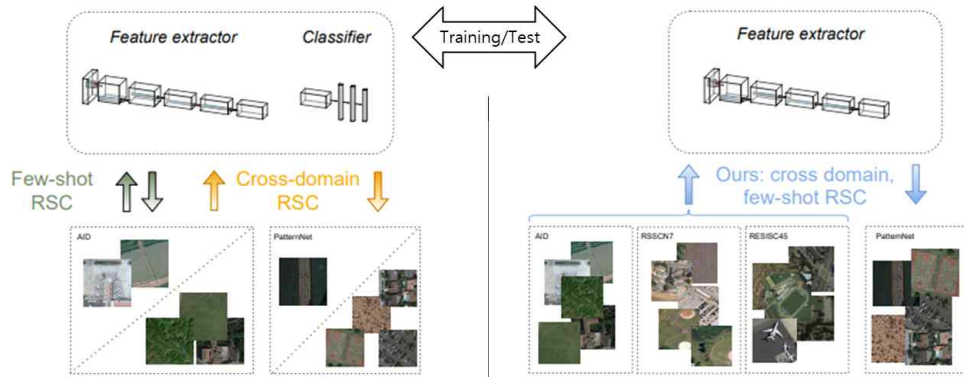 Feature extractor
Classifier
Training/Test
Feature extractor
Few-shot
RSC
Cross-domain
RSC
Ours: cross domain,
few-shot RSC
AID
PatternNet
AID
RSSCN7
RESISC45
PatternNet